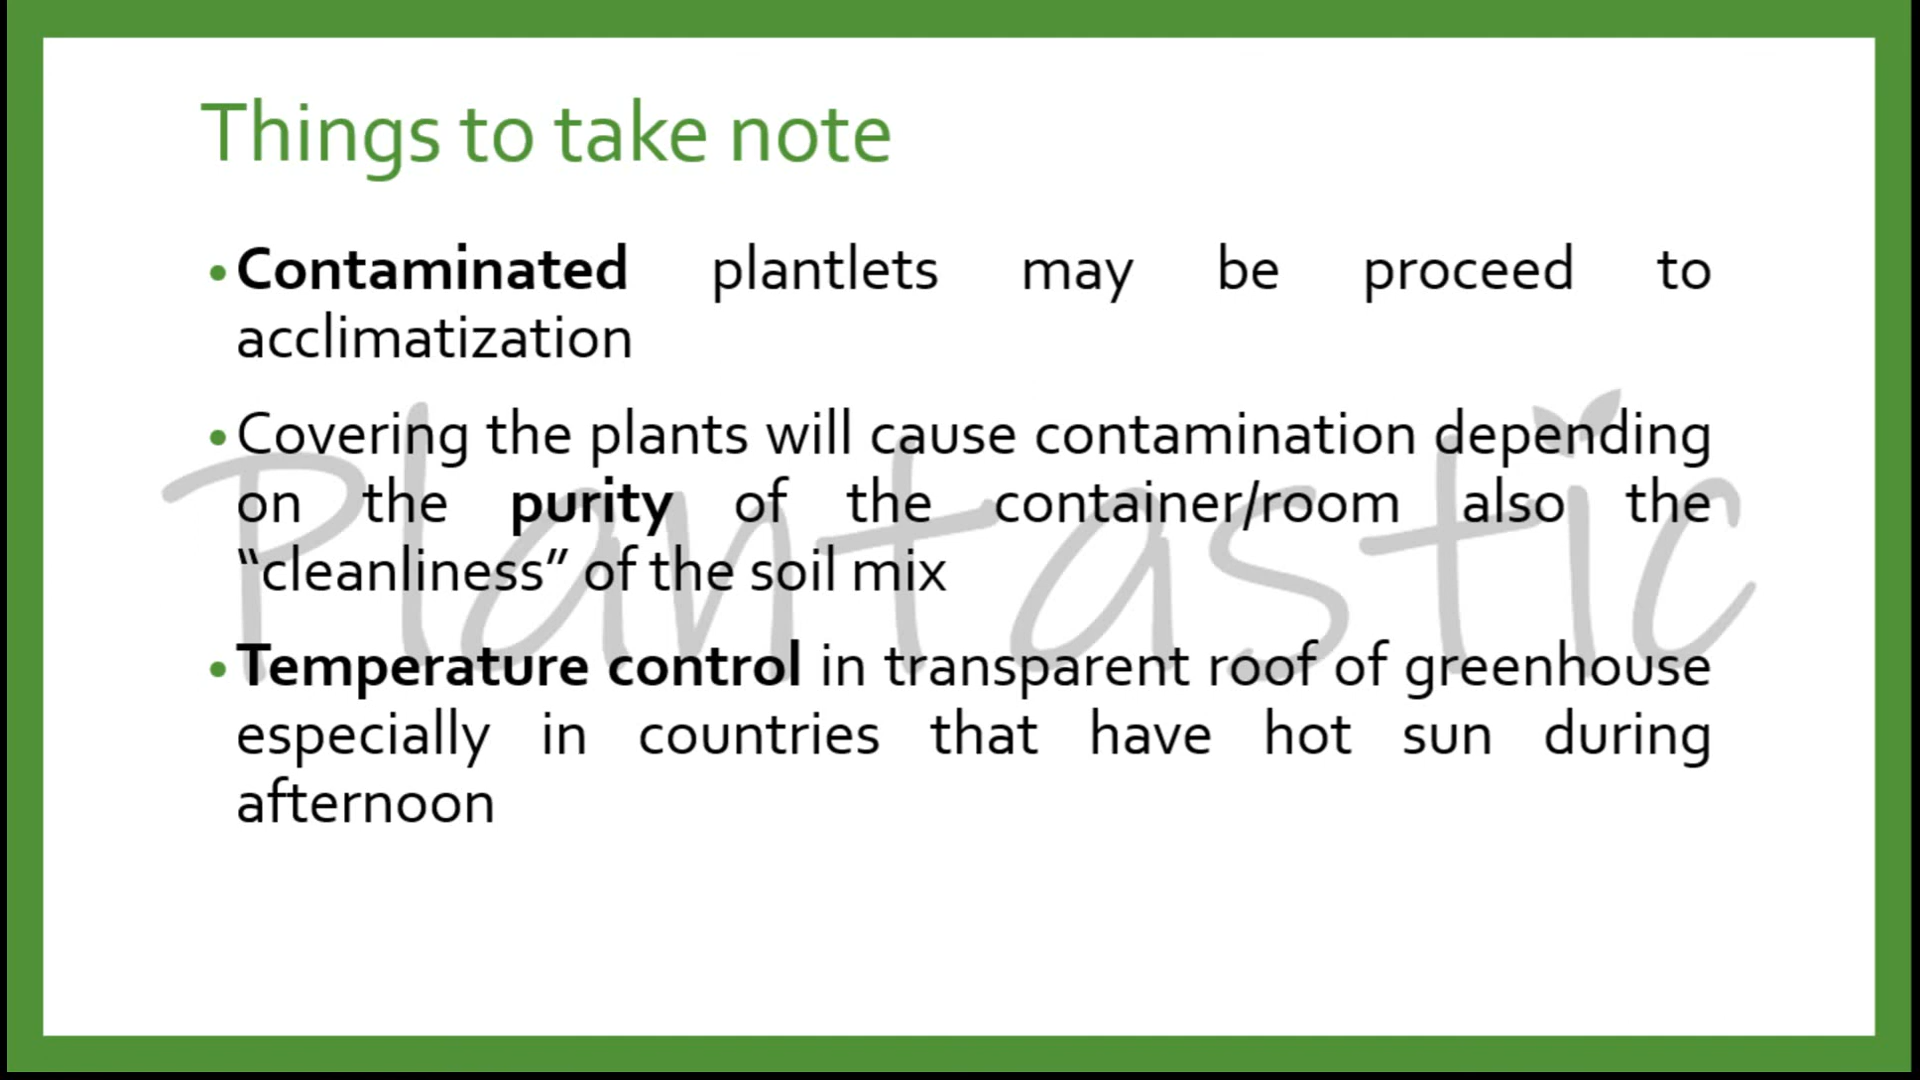 Things to take note
• Contaminated plantlets may be proceed to
acclimatization
• Covering the plants will cause contamination depending
on the purity of the container/room also the
“cleanliness” of the soil mix
• Temperature control in transparent roof of greenhouse
especially in countries that have hot sun during
afternoon
Plantastic